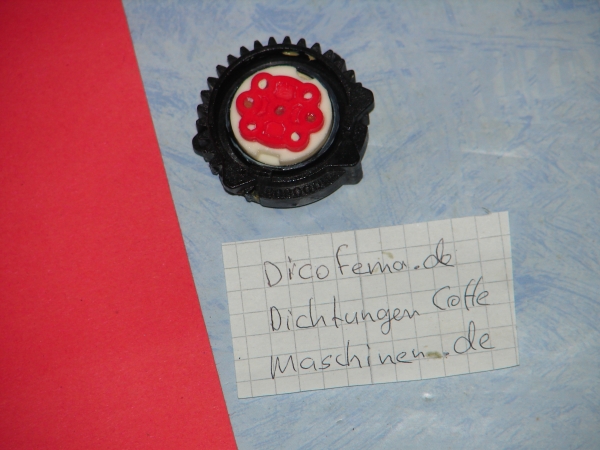 Dicofema.de
Dichtungen Coffe
Maschinen.de